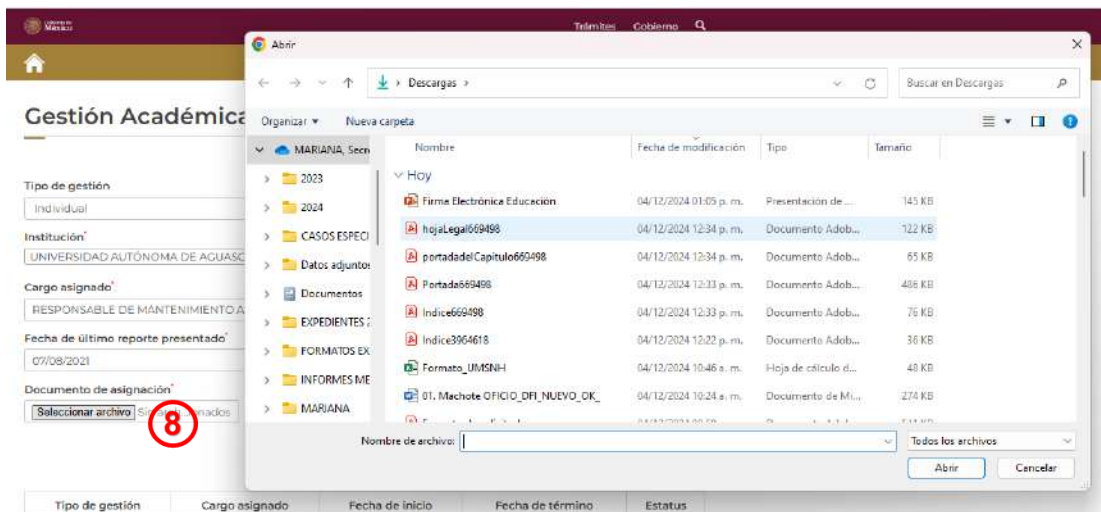 Gobierno de
México
Trámites Gobierno
Abrir
Descargas
Buscar en Descargas
Gestión Académica
Organizar Nueva carpeta
MARIANA, Secre
Nombre Fecha de modificación Tipo Tamaño
2023
Hoy
Tipo de gestión
Individual
2024
Firma Electrónica Educación 04/12/2024 01:05 p. m. Presentación de ... 145 KB
Institución*
CASOS ESPECI
hojaLegal669498 04/12/2024 12:34 p. m. Documento Adob... 122 KB
UNIVERSIDAD AUTÓNOMA DE AGUASC
Datos adjuntos
portadadelCapitulo669498 04/12/2024 12:34 p. m. Documento Adob... 65 KB
Cargo asignado*
Documentos
Portada669498 04/12/2024 12:33 p. m. Documento Adob... 486 KB
RESPONSABLE DE MANTENIMIENTO A
EXPEDIENTES 2
Indice669498 04/12/2024 12:33 p. m. Documento Adob... 76 KB
Fecha de último reporte presentado*
FORMATOS EX
Indice3964618 04/12/2024 12:22 p. m. Documento Adob... 36 KB
07/08/2021
INFORMES ME
Formato_UMSNH 04/12/2024 10:46 a. m. Hoja de cálculo d... 48 KB
Documento de asignación*
MARIANA
01. Machote OFICIO_DFI_NUEVO_OK_ 04/12/2024 10:24 a. m. Documento de Mi... 274 KB
Seleccionar archivo
8
Nombre de archivo: Todos los archivos
Abrir Cancelar
Tipo de gestión Cargo asignado Fecha de inicio Fecha de término Estatus